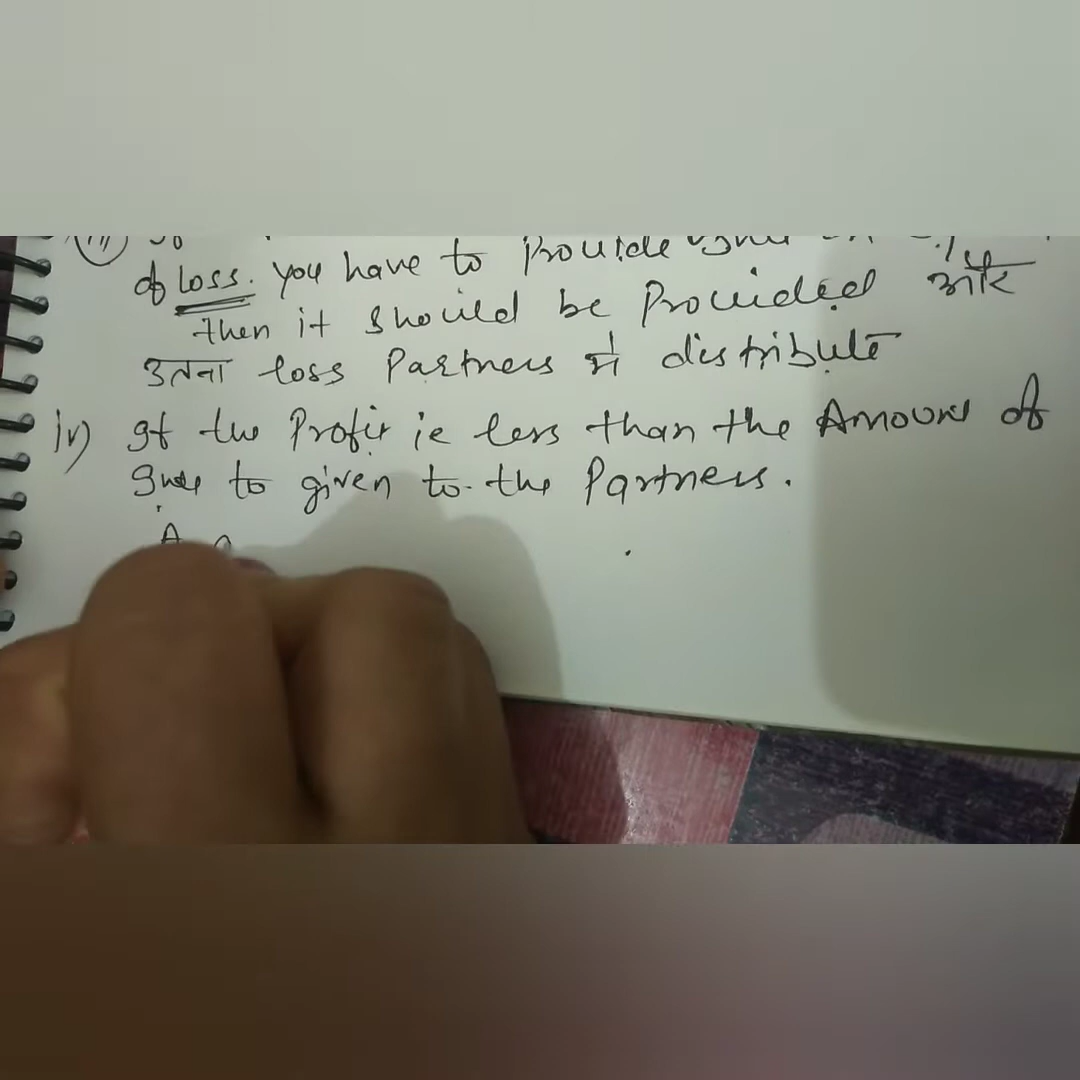 of loss. you have to Provide
then it should be Provided और
उतना loss Partners में distribute
iv) If the Profit is less than the Amount of
to given to the Partners.
A